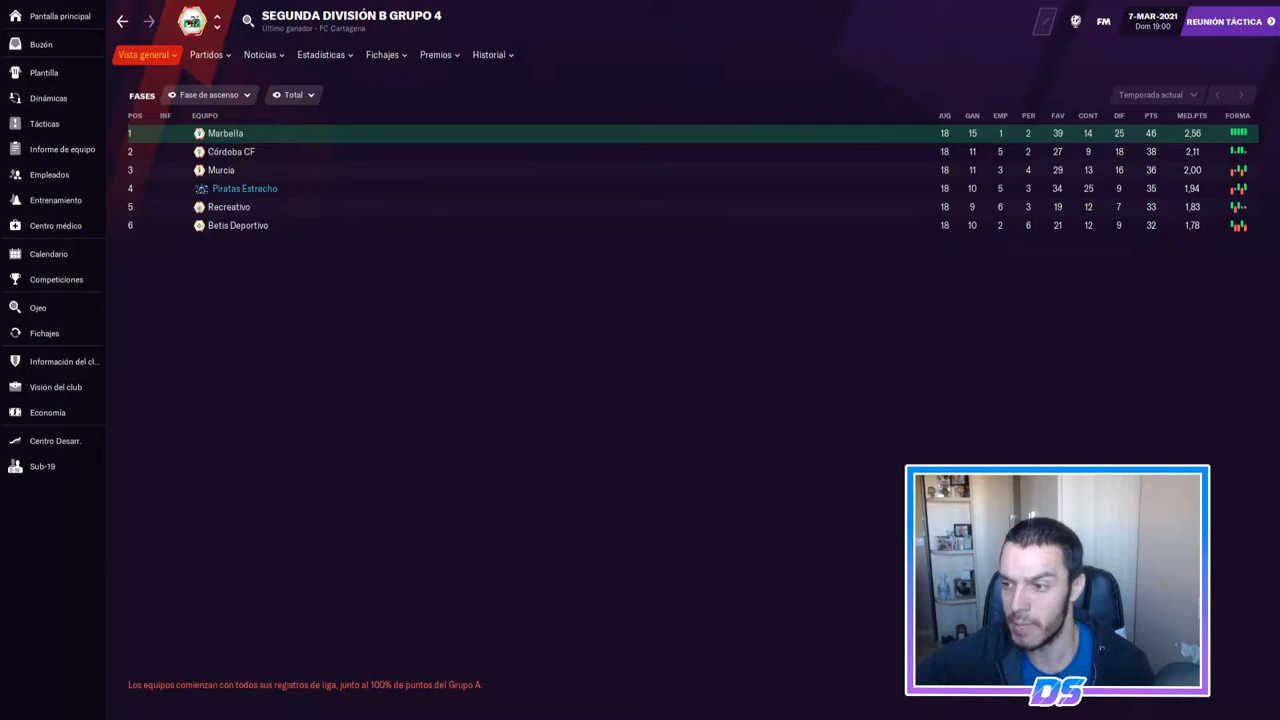 Pantalla principal
Buzón
Plantilla
Dinámicas
Tácticas
Informe de equipo
Empleados
Entrenamiento
Centro médico
Calendario
Competiciones
Ojeo
Fichajes
Información del cl...
Visión del club
Economía
Centro Desarr.
Sub-19
SEGUNDA DIVISIÓN B GRUPO 4
Último ganador - FC Cartagena
FM
7-MAR-2021
Dom 19:00
REUNIÓN TÁCTICA
Vista general Partidos Noticias Estadísticas Fichajes Premios Historial
FASES Fase de ascenso Total Temporada actual
POS INF EQUIPO JUG GAN EMP PER FAV CONT DIF PTS MED.PTS FORMA
1 Marbella 18 15 1 2 39 14 25 46 2,56
2 Córdoba CF 18 11 5 2 27 9 18 38 2,11
3 Murcia 18 11 3 4 29 13 16 36 2,00
4 Piratas Estrecho 18 10 5 3 34 25 9 35 1,94
5 Recreativo 18 9 6 3 19 12 7 33 1,83
6 Betis Deportivo 18 10 2 6 21 12 9 32 1,78
Los equipos comienzan con todos sus registros de liga, junto al 100% de puntos del Grupo A.
DS